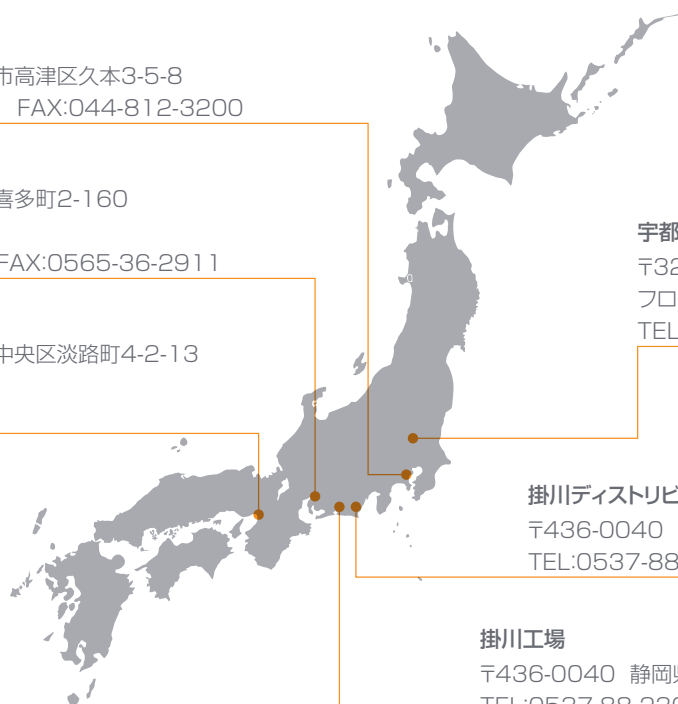 市高津区久本3-5-8
FAX:044-812-3200
喜多町2-160
FAX:0565-36-2911
中央区淡路町4-2-13
宇都
〒32
フロ
TEL
掛川ディストリビ
〒436-0040
TEL:0537-88
掛川工場
〒436-0040 静岡県